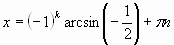 x = (−1)^k arcsin(−1/2) + πn